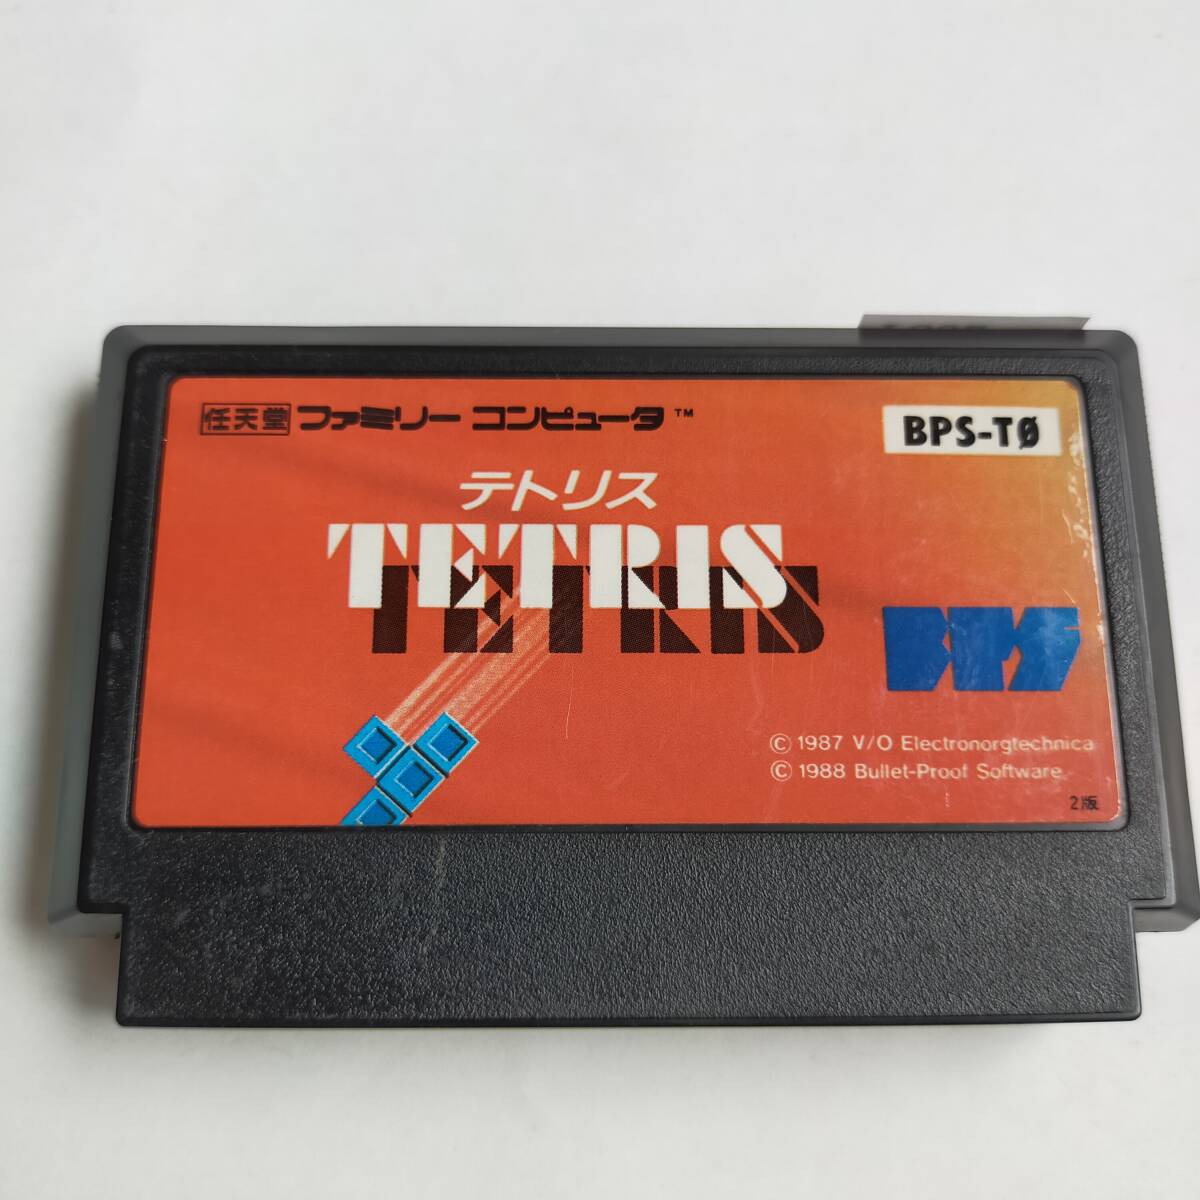 任天堂 ファミリー コンピュータ™
BPS-TØ
テトリス
TETRIS
TETRIS
BPS
© 1987 V/O Electronorgtechnica
© 1988 Bullet-Proof Software
2版